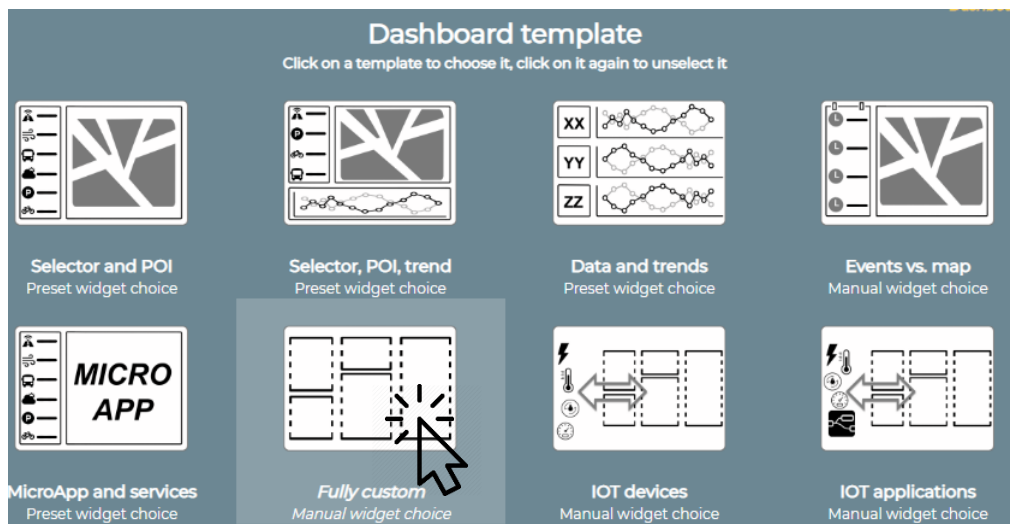 Dashboard template
Click on a template to choose it, click on it again to unselect it
XX
YY
ZZ
Selector and POI
Selector, POI, trend
Data and trends
Events vs. map
Preset widget choice
Preset widget choice
Preset widget choice
Manual widget choice
MICRO
APP
MicroApp and services
Fully custom
IOT devices
IOT applications
Preset widget choice
Manual widget choice
Manual widget choice
Manual widget choice